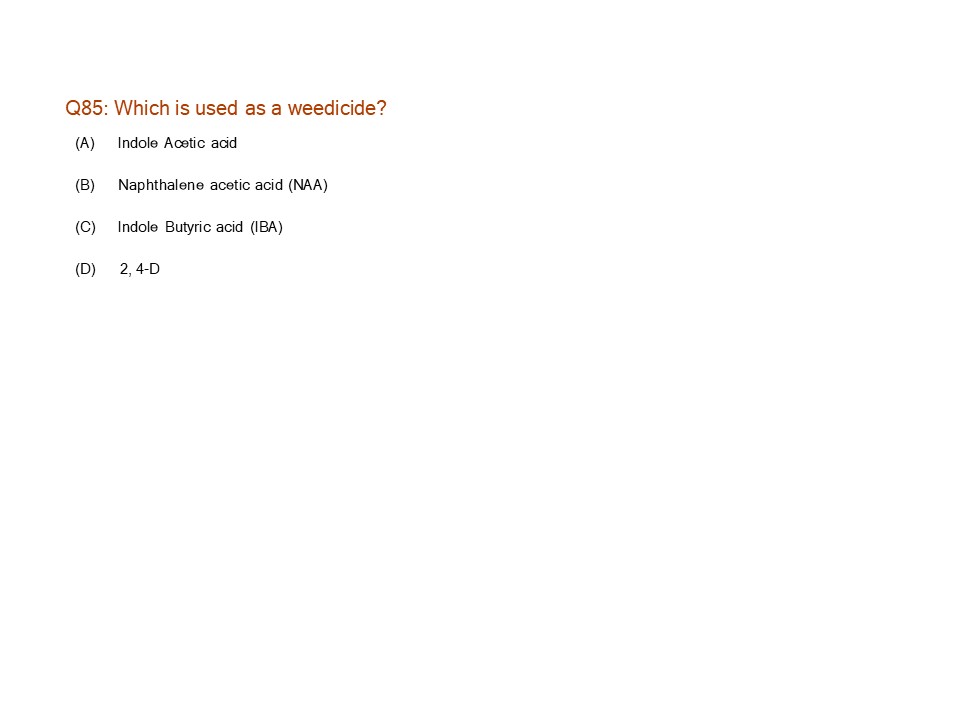 Q85: Which is used as a weedicide?
(A) Indole Acetic acid
(B) Naphthalene acetic acid (NAA)
(C) Indole Butyric acid (IBA)
(D) 2, 4-D